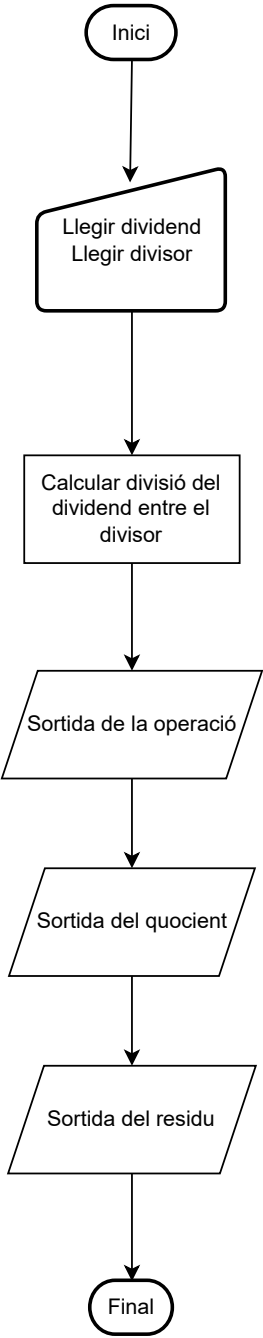 Inici
Llegir dividend
Llegir divisor
Calcular divisió del
dividend entre el
divisor
Sortida de la operació
Sortida del quocient
Sortida del residu
Final